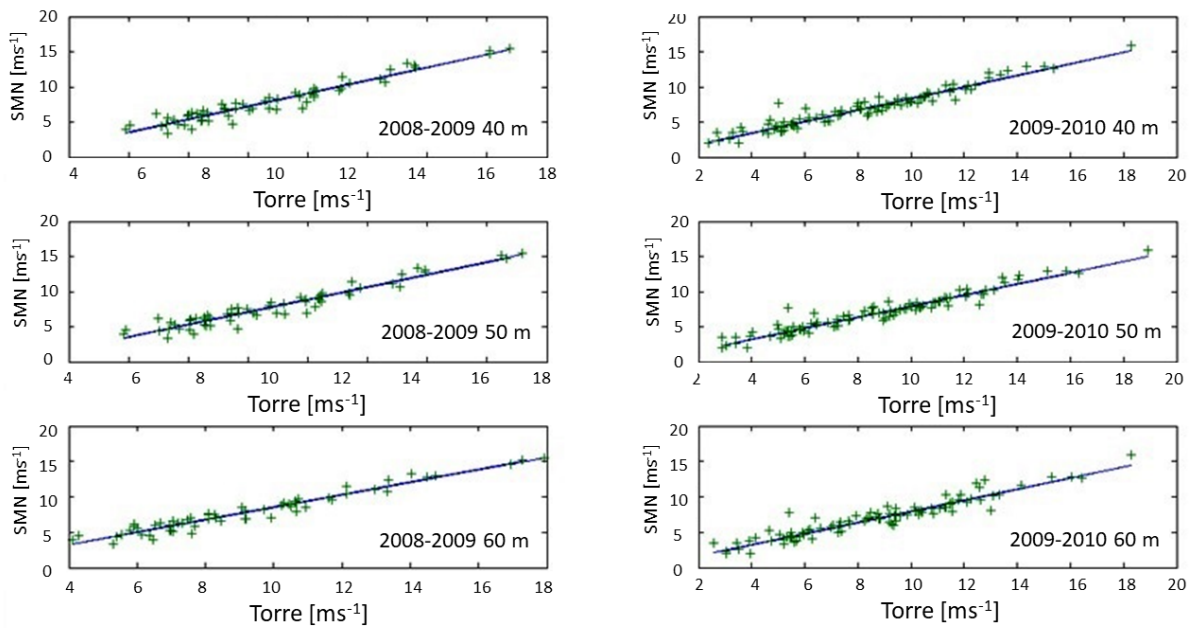 SMN [ms-1]
20
15
10
5
0
2008-2009 40 m
4 6 8 10 12 14 16 18
Torre [ms-1]
SMN [ms-1]
20
15
10
5
0
2009-2010 40 m
2 4 6 8 10 12 14 16 18 20
Torre [ms-1]
SMN [ms-1]
20
15
10
5
0
2008-2009 50 m
4 6 8 10 12 14 16 18
Torre [ms-1]
SMN [ms-1]
20
15
10
5
0
2009-2010 50 m
2 4 6 8 10 12 14 16 18 20
Torre [ms-1]
SMN [ms-1]
20
15
10
5
0
2008-2009 60 m
4 6 8 10 12 14 16 18
Torre [ms-1]
SMN [ms-1]
20
15
10
5
0
2009-2010 60 m
2 4 6 8 10 12 14 16 18 20
Torre [ms-1]